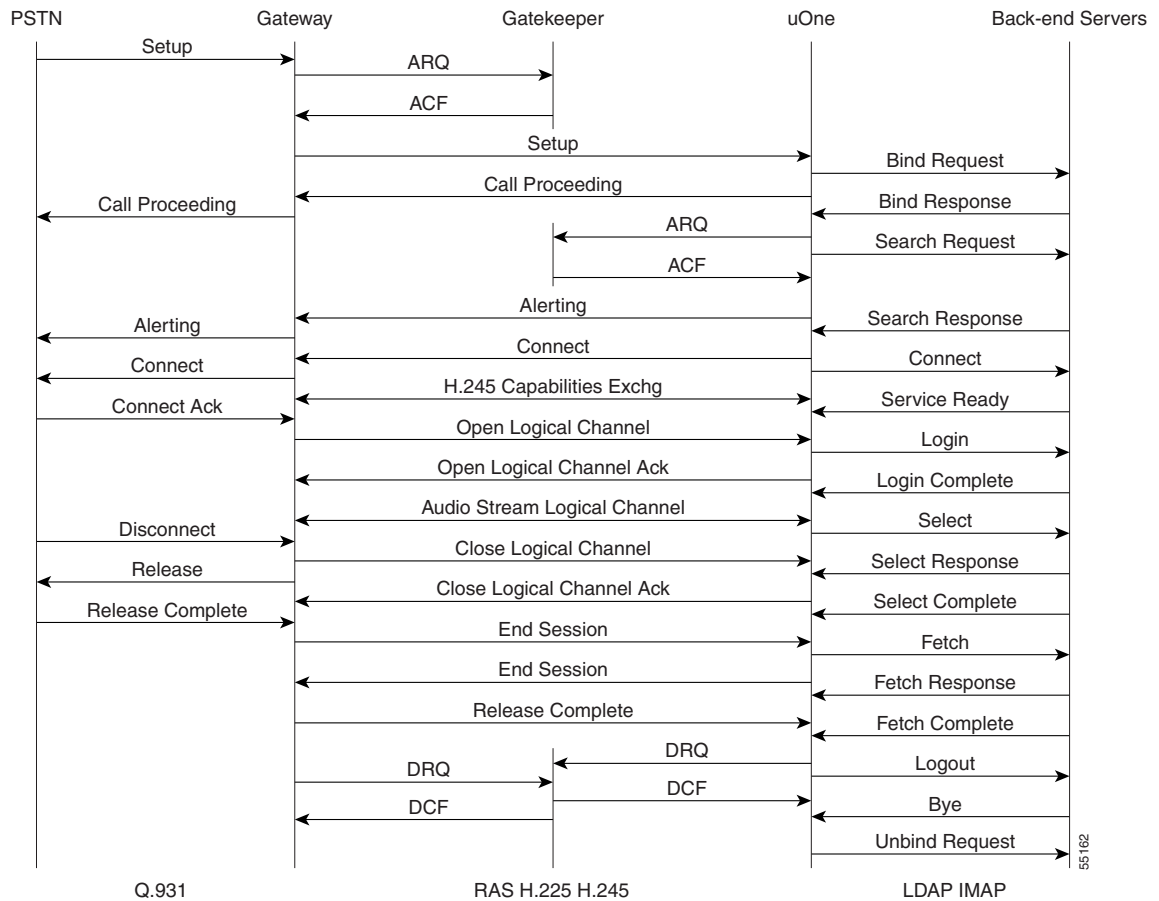 PSTN Gateway Gatekeeper uOne Back-end Servers
Setup
ARQ
ACF
Setup
Bind Request
Call Proceeding
Call Proceeding
Bind Response
ARQ
Search Request
ACF
Alerting
Search Response
Alerting
Connect
Connect
Connect
H.245 Capabilities Exchg
Service Ready
Connect Ack
Open Logical Channel
Login
Open Logical Channel Ack
Login Complete
Audio Stream Logical Channel
Select
Disconnect
Close Logical Channel
Select Response
Release
Close Logical Channel Ack
Select Complete
Release Complete
End Session
Fetch
End Session
Fetch Response
Release Complete
Fetch Complete
DRQ
Logout
DRQ
DCF
Bye
DCF
Unbind Request
55162
Q.931 RAS H.225 H.245 LDAP IMAP